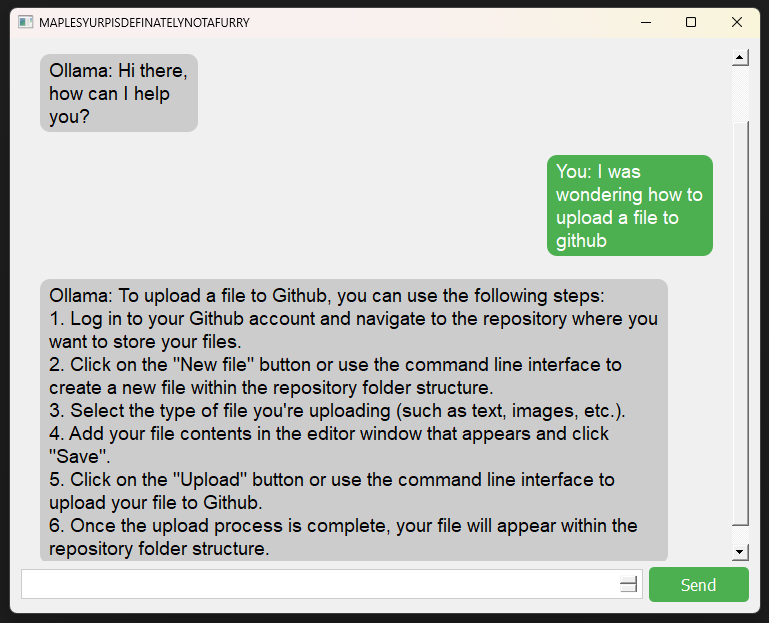 MAPLESYURPISDEFINATELYNOTAFURRY
Ollama: Hi there,
how can I help
you?
You: I was
wondering how to
upload a file to
github
Ollama: To upload a file to Github, you can use the following steps:
1. Log in to your Github account and navigate to the repository where you
want to store your files.
2. Click on the "New file" button or use the command line interface to
create a new file within the repository folder structure.
3. Select the type of file you're uploading (such as text, images, etc.).
4. Add your file contents in the editor window that appears and click
"Save".
5. Click on the "Upload" button or use the command line interface to
upload your file to Github.
6. Once the upload process is complete, your file will appear within the
repository folder structure.
Send